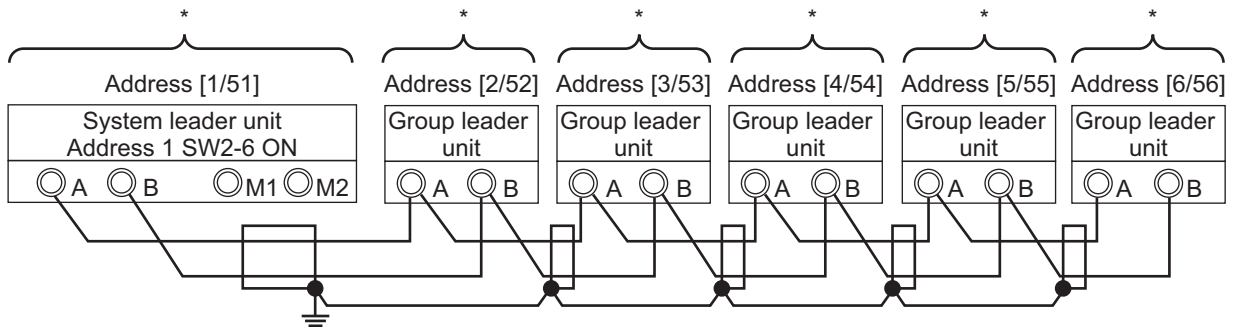 * * * * * *
Address [1/51] Address [2/52] Address [3/53] Address [4/54] Address [5/55] Address [6/56]
System leader unit
Address 1 SW2-6 ON
Group leader
unit
Group leader
unit
Group leader
unit
Group leader
unit
Group leader
unit
A B M1 M2 A B A B A B A B A B